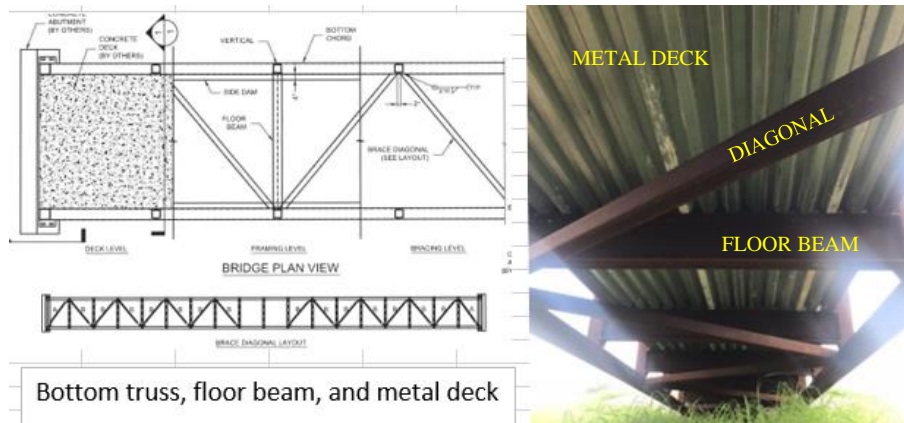 CONCRETE
ABUTMENT
(BY OTHERS)
CONCRETE
DECK
(BY OTHERS)
VERTICAL
BOTTOM
CHORD
SIDE DAM
FLOOR
BEAM
2"
BRACE DIAGONAL
(SEE LAYOUT)
DECK LEVEL
FRAMING LEVEL
BRACING LEVEL
BRIDGE PLAN VIEW
BRACE DIAGONAL LAYOUT
Bottom truss, floor beam, and metal deck
METAL DECK
DIAGONAL
FLOOR BEAM